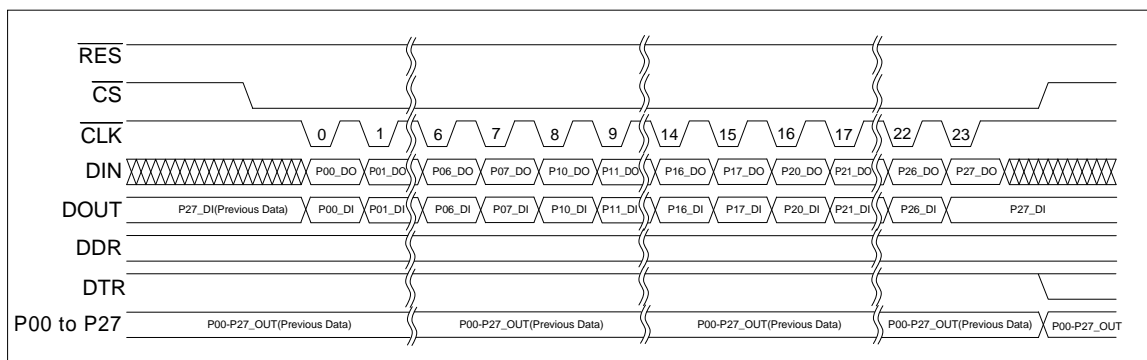 RES
CS
CLK 0 1 6 7 8 9 14 15 16 17 22 23
DIN P00_DO P01_DO P06_DO P07_DO P10_DO P11_DO P16_DO P17_DO P20_DO P21_DO P26_DO P27_DO
DOUT P27_DI(Previous Data) P00_DI P01_DI P06_DI P07_DI P10_DI P11_DI P16_DI P17_DI P20_DI P21_DI P26_DI P27_DI
DDR
DTR
P00 to P27 P00-P27_OUT(Previous Data) P00-P27_OUT(Previous Data) P00-P27_OUT(Previous Data) P00-P27_OUT(Previous Data) P00-P27_OUT